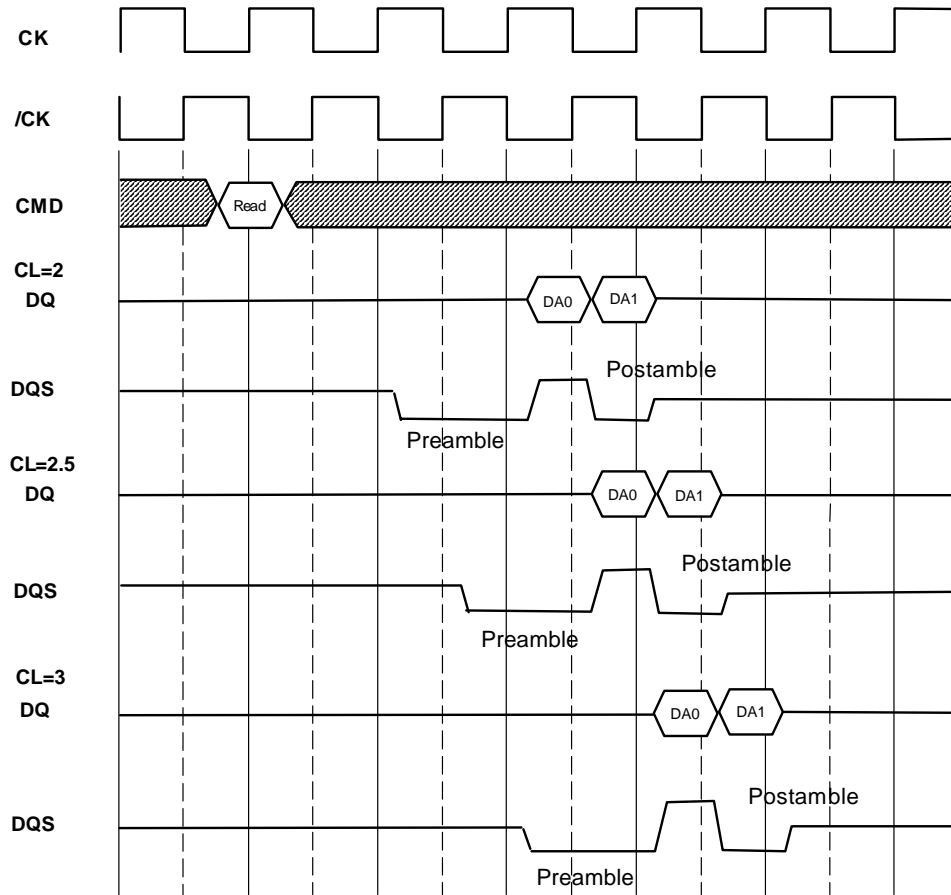 CK
/CK
CMD Read
CL=2
DQ DA0 DA1
Postamble
DQS
Preamble
CL=2.5
DQ DA0 DA1
Postamble
DQS
Preamble
CL=3
DQ DA0 DA1
Postamble
DQS
Preamble